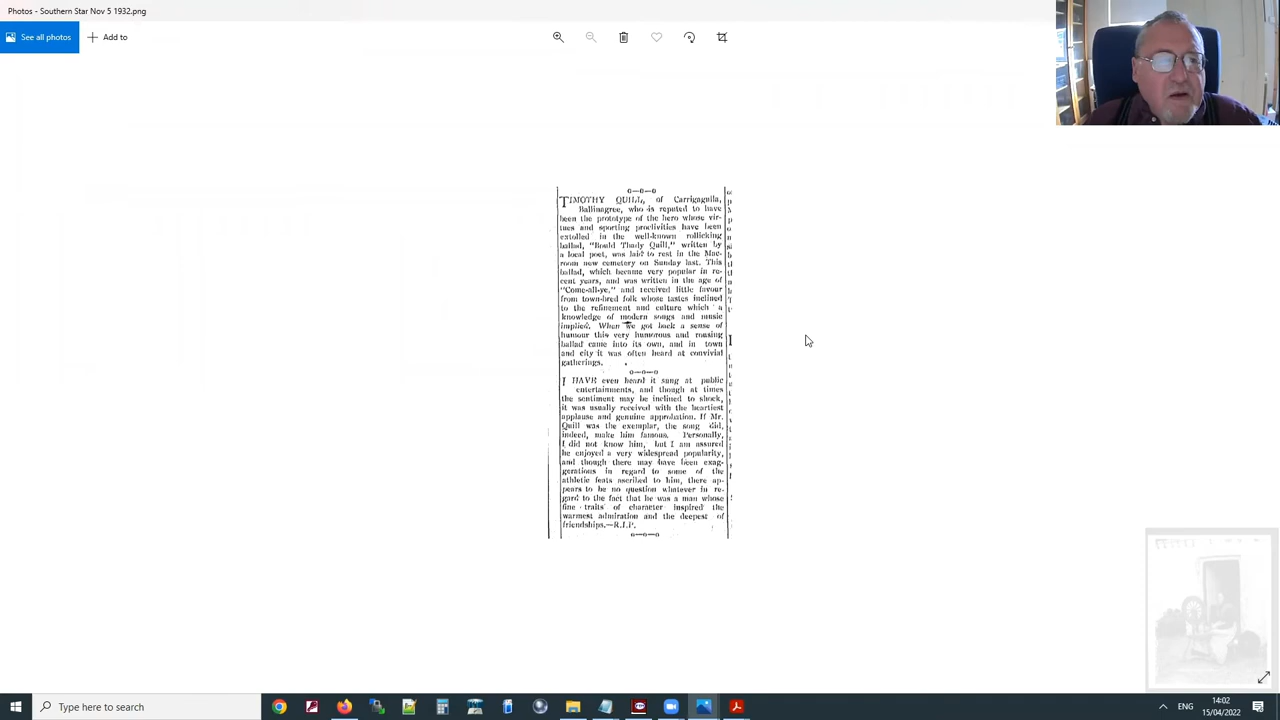 Photos - Southern Star Nov 5 1932.png
See all photos
Add to
o—o—o
TIMOTHY QUILL, of Carrigaguila,
Ballinagree, who is reputed to have
been the prototype of the hero whose vir-
tues and sporting proclivities have been
extolled in the well-known rollicking
ballad, "Bould Thady Quill," written by
a local poet, was laid to rest in the Mac-
room new cemetery on Sunday last. This
ballad, which became very popular in re-
cent years, and was written in the age of
"Come-all-ye," and received little favour
from town-bred folk whose tastes inclined
to the refinement and culture which a
knowledge of modern songs and music
implied. When we got back a sense of
humour this very humorous and rousing
ballad came into its own, and in town
and city it was often heard at convivial
gatherings.
o—o—o
I HAVE even heard it sung at public
entertainments, and though at times
the sentiment may be inclined to shock,
it was usually received with the heartiest
applause and genuine approbation. If Mr.
Quill was the exemplar, the song did,
indeed, make him famous. Personally,
I did not know him, but I am assured
he enjoyed a very widespread popularity,
and though there may have been exag-
gerations in regard to some of the
athletic feats ascribed to him, there ap-
pears to be no question whatever in re-
gard to the fact that he was a man whose
fine traits of character inspired the
warmest admiration and the deepest of
friendships.—R.I.P.
o—o—o
Type here to search
ENG
14:02
15/04/2022